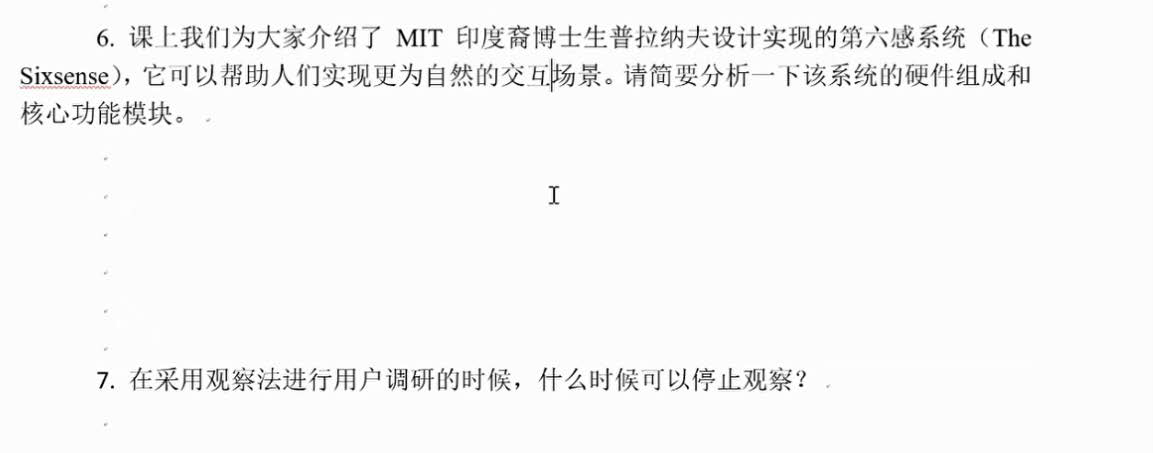 6. 课上我们为大家介绍了 MIT 印度裔博士生普拉纳夫设计实现的第六感系统（The
Sixsense），它可以帮助人们实现更为自然的交互场景。请简要分析一下该系统的硬件组成和
核心功能模块。
7. 在采用观察法进行用户调研的时候，什么时候可以停止观察？